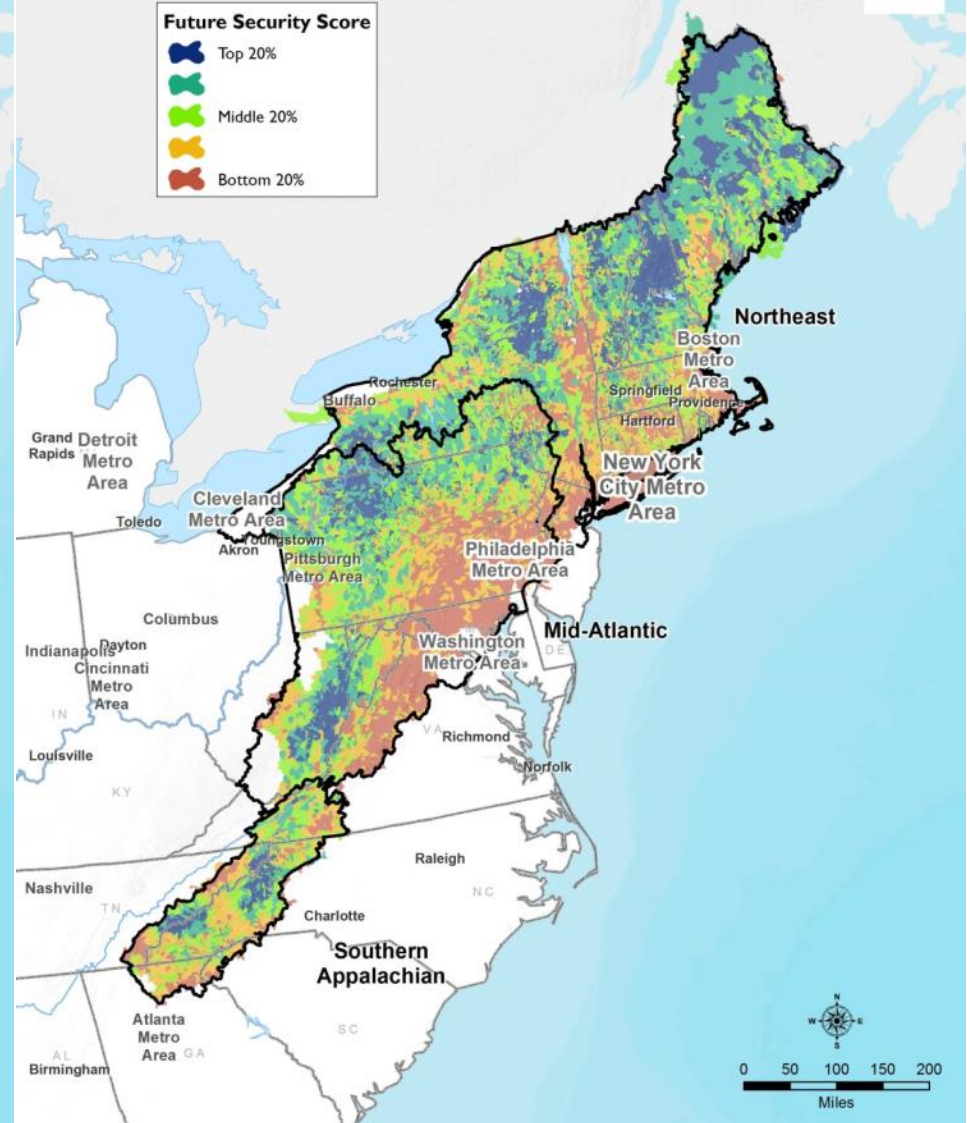 Future Security Score
Top 20%
Middle 20%
Bottom 20%
Northeast
Boston
Metro
Area
Rochester
Buffalo
Springfield
Providence
Hartford
Grand
Rapids
Detroit
Metro
Area
New York
City Metro
Area
Cleveland
Metro Area
Toledo
Akron
Youngstown
Pittsburgh
Metro Area
Philadelphia
Metro Area
Columbus
Mid-Atlantic
Washington
Metro Area
DE
Indianapolis
Dayton
Cincinnati
Metro
Area
IN
VA
Richmond
Louisville
Norfolk
KY
Raleigh
Nashville
NC
TN
Charlotte
Southern
Appalachian
Atlanta
Metro
Area
GA
SC
AL
Birmingham
N
W
E
S
0 50 100 150 200
Miles